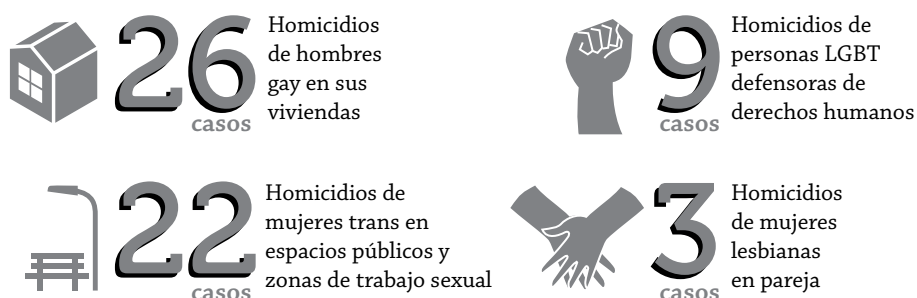 26
casos
Homicidios
de hombres
gay en sus
viviendas
9
casos
Homicidios de
personas LGBT
defensoras de
derechos humanos
22
casos
Homicidios de
mujeres trans en
espacios públicos y
zonas de trabajo sexual
3
casos
Homicidios
de mujeres
lesbianas
en pareja